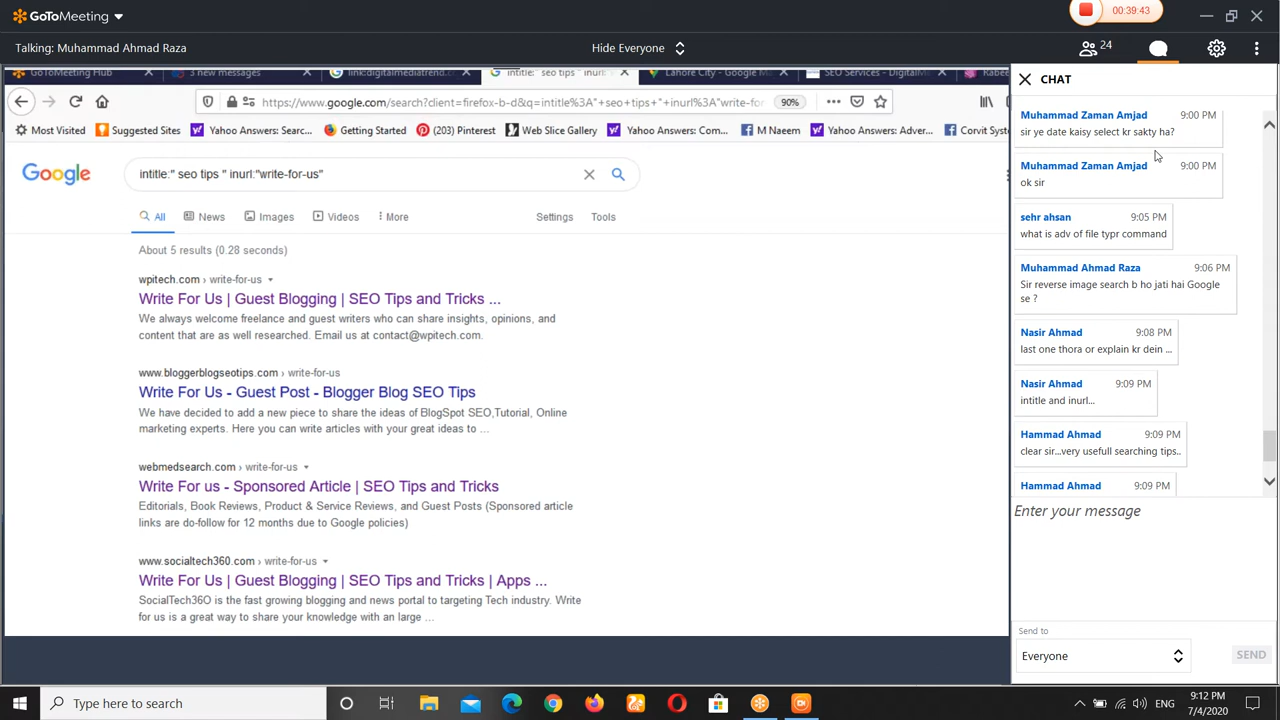 GoToMeeting
00:39:43
Talking: Muhammad Ahmad Raza
Hide Everyone
24
GoToMeeting Hub
3 new messages
link:digitalmediatrend.c
intitle:" seo tips " inurl:"
Lahore City - Google M
SEO Services - DigitalMe
Rabee
https://www.google.com/search?client=firefox-b-d&q=intitle%3A"+seo+tips+"+inurl%3A"write-fo
90%
Most Visited
Suggested Sites
Yahoo Answers: Searc...
Getting Started
(203) Pinterest
Web Slice Gallery
Yahoo Answers: Comm...
M Naeem
Yahoo Answers
Corvit System
Google
intitle:" seo tips " inurl:"write-for-us"
All
News
Images
Videos
More
Settings
Tools
About 5 results (0.28 seconds)
wpitech.com › write-for-us
Write For Us | Guest Blogging | SEO Tips and Tricks ...
We always welcome freelance and guest writers who can share insights, opinions, and
content that are as well researched. Email us at contact@wpitech.com.
www.bloggerblogseotips.com › write-for-us
Write For Us - Guest Post - Blogger Blog SEO Tips
We have decided to add a new piece to share the ideas of BlogSpot SEO,Tutorial, Online
marketing experts. Here you can write articles with your great ideas to ...
webmedsearch.com › write-for-us
Write For us - Sponsored Article | SEO Tips and Tricks
Editorials, Book Reviews, Product & Service Reviews, and Guest Posts (Sponsored article
links are do-follow for 12 months due to Google policies)
www.socialtech360.com › write-for-us
Write For Us | Guest Blogging | SEO Tips and Tricks | Apps ...
SocialTech36O is the fast growing blogging and news portal to targeting Tech industry. Write
for us is a great way to share your knowledge with an large ...
CHAT
Muhammad Zaman Amjad 9:00 PM
sir ye date kaisy select kr sakty ha?
Muhammad Zaman Amjad 9:00 PM
ok sir
sehr ahsan 9:05 PM
what is adv of file typr command
Muhammad Ahmad Raza 9:06 PM
Sir reverse image search b ho jati hai Google
se ?
Nasir Ahmad 9:08 PM
last one thora or explain kr dein ...
Nasir Ahmad 9:09 PM
intitle and inurl...
Hammad Ahmad 9:09 PM
clear sir...very usefull searching tips..
Hammad Ahmad 9:09 PM
Enter your message
Send to
Everyone
SEND
Type here to search
ENG
9:12 PM
7/4/2020